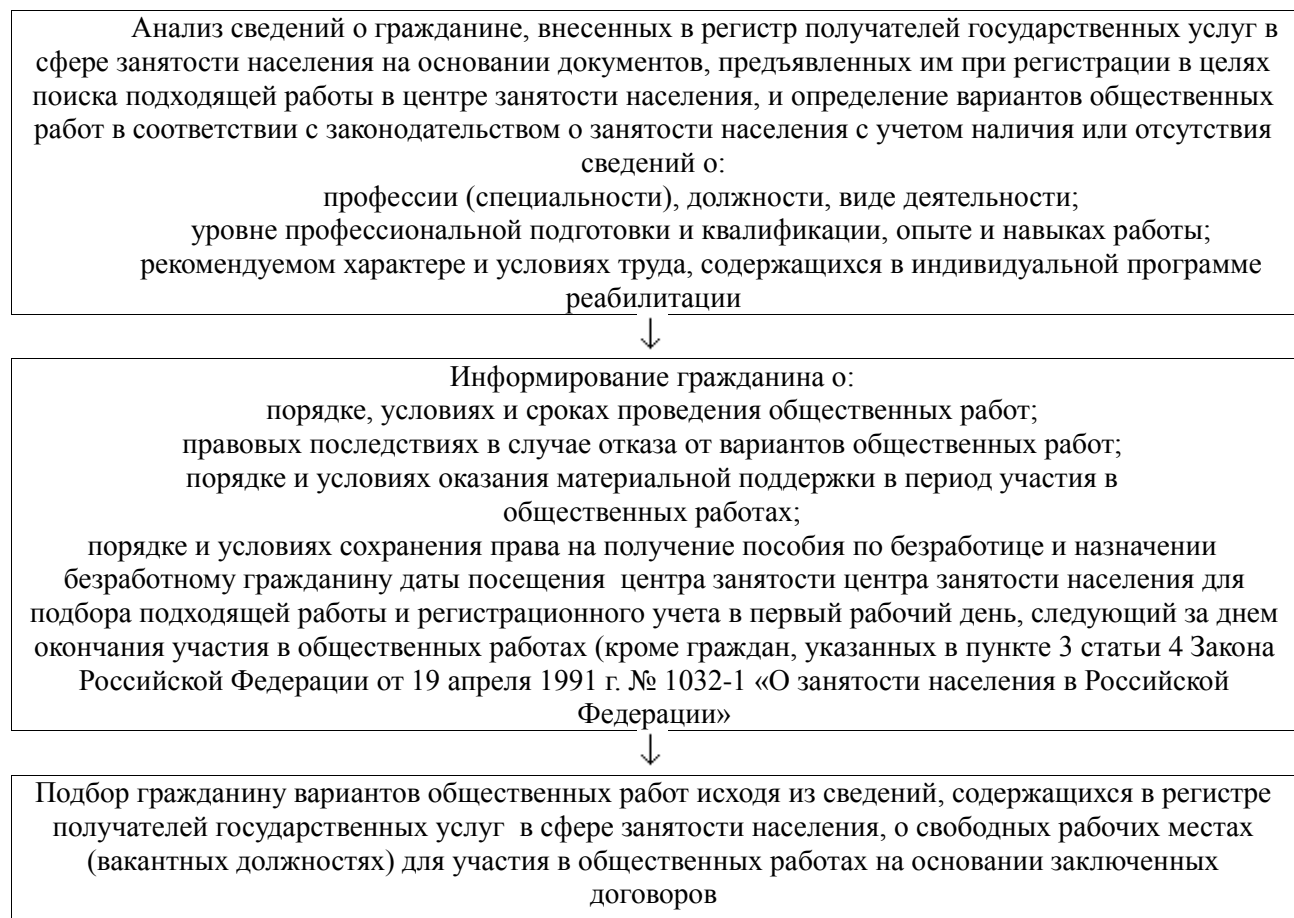 Анализ сведений о гражданине, внесенных в регистр получателей государственных услуг в
сфере занятости населения на основании документов, предъявленных им при регистрации в целях
поиска подходящей работы в центре занятости населения, и определение вариантов общественных
работ в соответствии с законодательством о занятости населения с учетом наличия или отсутствия
сведений о:
профессии (специальности), должности, виде деятельности;
уровне профессиональной подготовки и квалификации, опыте и навыках работы;
рекомендуемом характере и условиях труда, содержащихся в индивидуальной программе
реабилитации
↓
Информирование гражданина о:
порядке, условиях и сроках проведения общественных работ;
правовых последствиях в случае отказа от вариантов общественных работ;
порядке и условиях оказания материальной поддержки в период участия в
общественных работах;
порядке и условиях сохранения права на получение пособия по безработице и назначении
безработному гражданину даты посещения  центра занятости центра занятости населения для
подбора подходящей работы и регистрационного учета в первый рабочий день, следующий за днем
окончания участия в общественных работах (кроме граждан, указанных в пункте 3 статьи 4 Закона
Российской Федерации от 19 апреля 1991 г. № 1032-1 «О занятости населения в Российской
Федерации»
↓
Подбор гражданину вариантов общественных работ исходя из сведений, содержащихся в регистре
получателей государственных услуг  в сфере занятости населения, о свободных рабочих местах
(вакантных должностях) для участия в общественных работах на основании заключенных
договоров